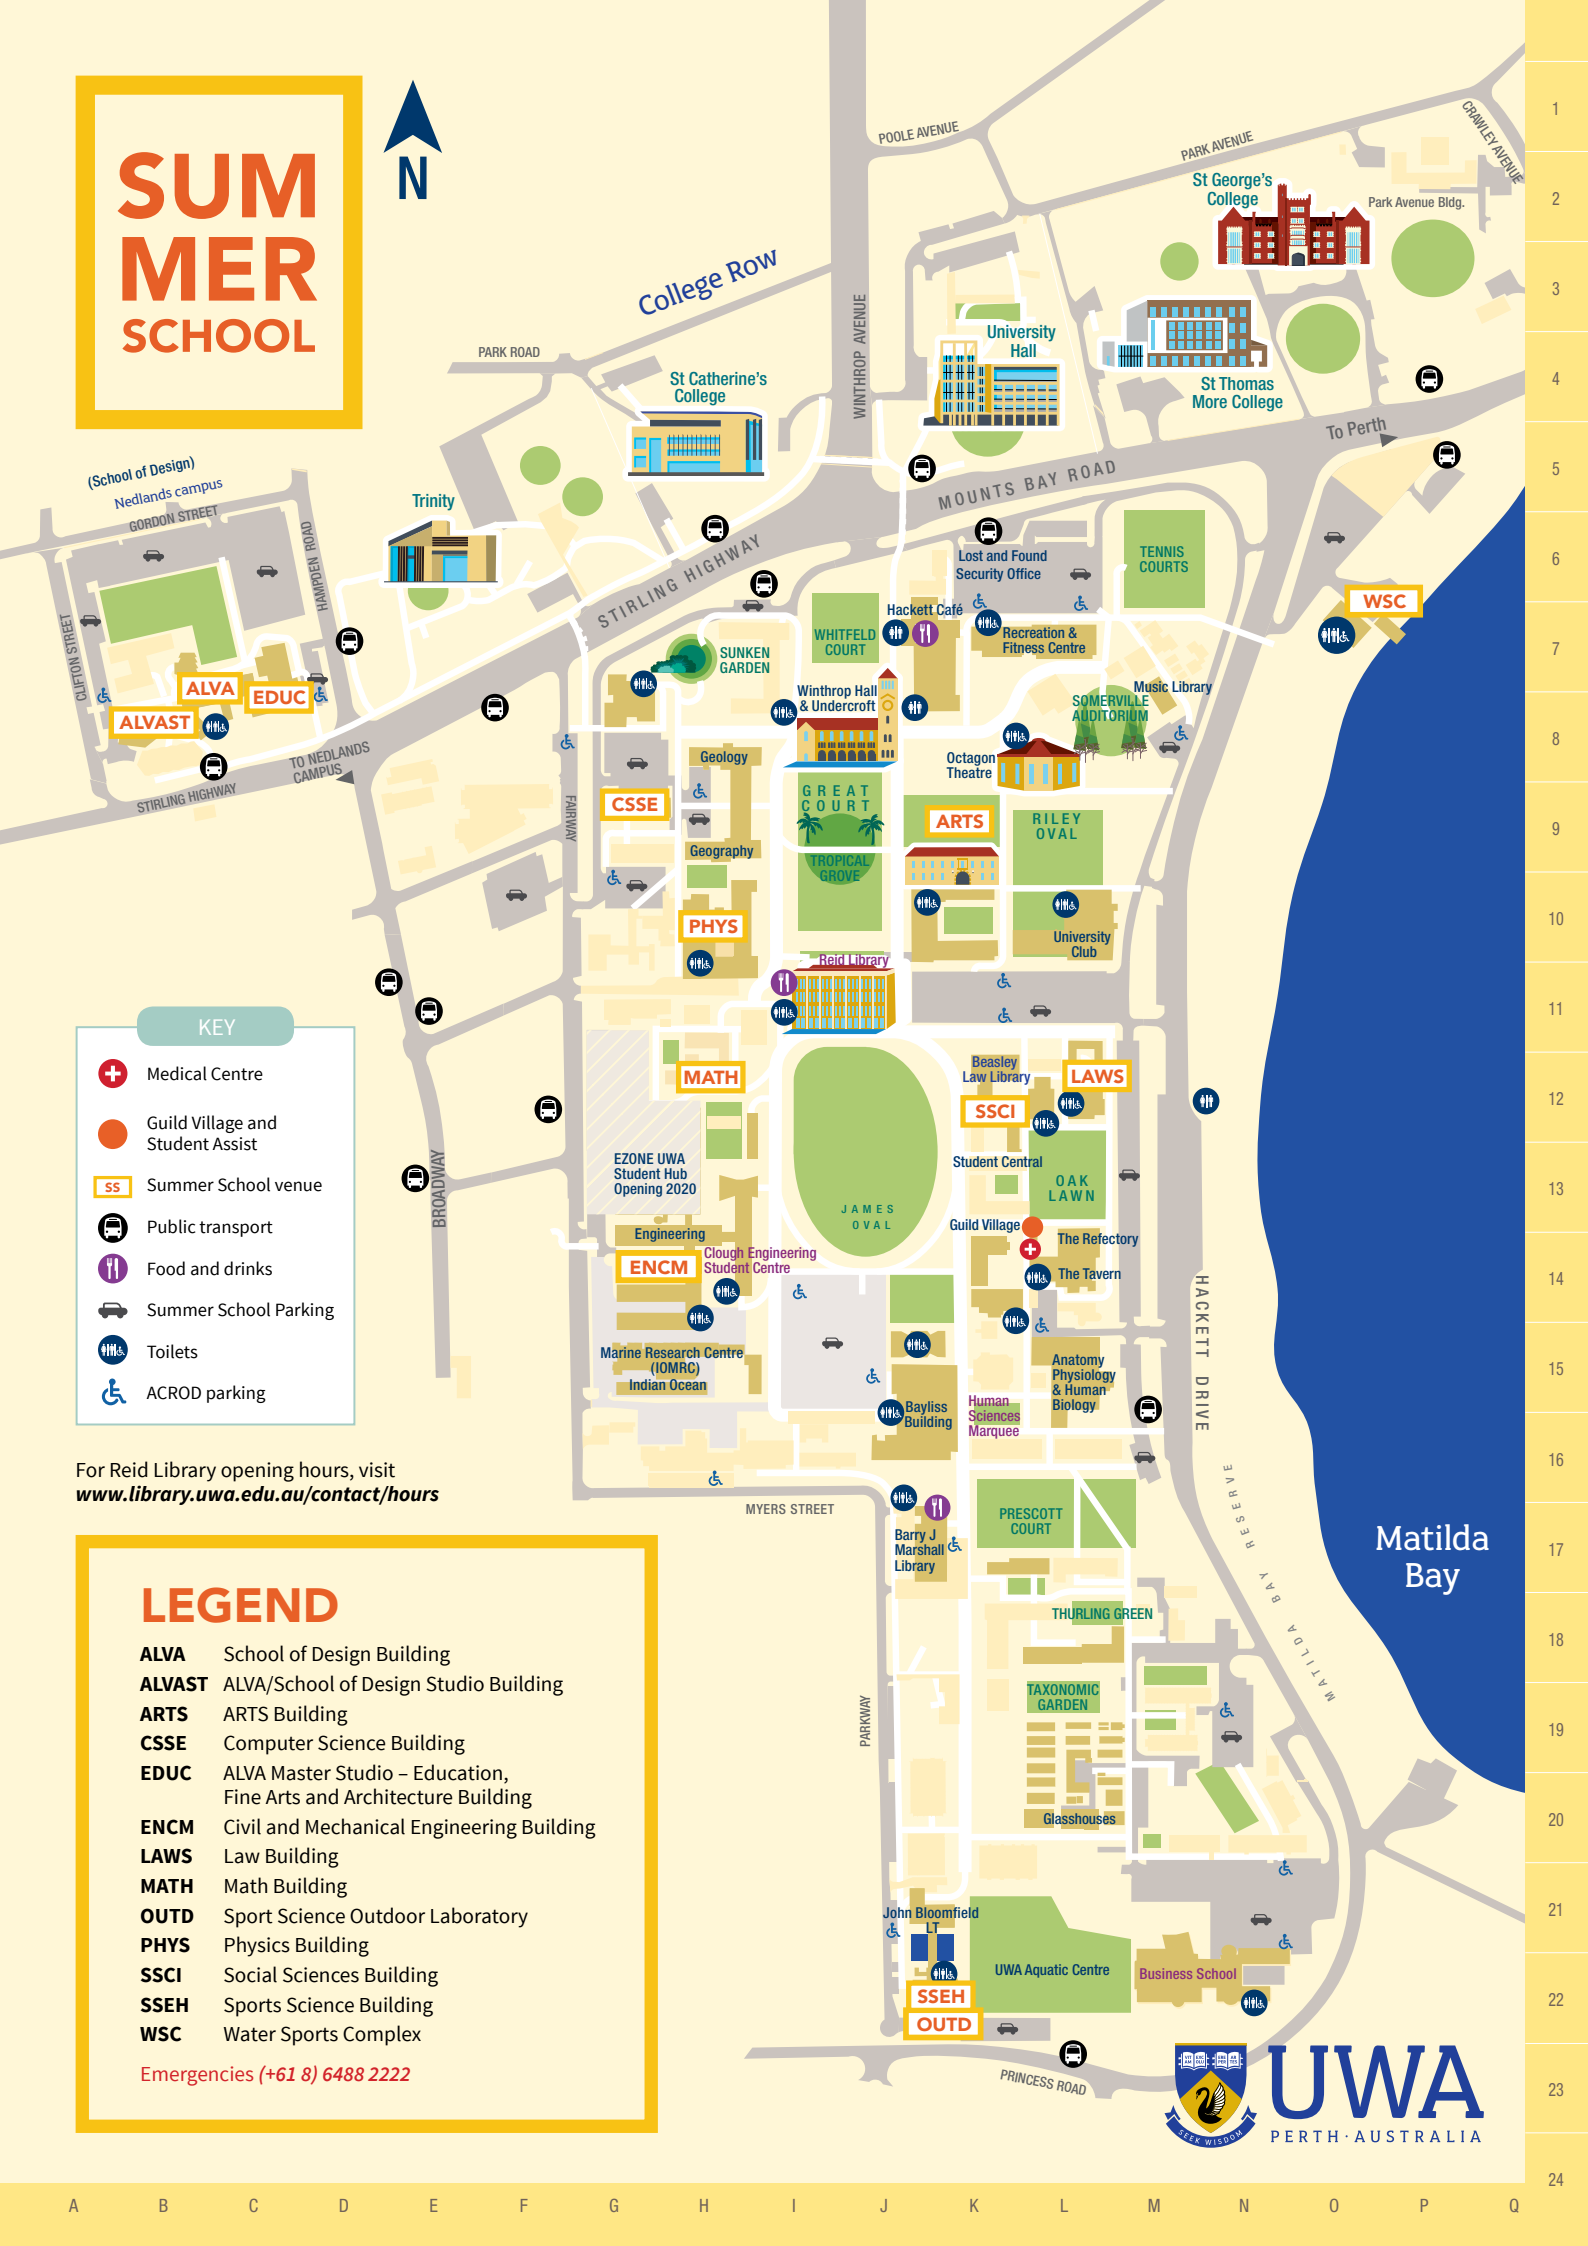 SUM
MER
SCHOOL
N
POOLE AVENUE
PARK AVENUE
CRAWLEY AVENUE
St George's
College
Park Avenue Bldg.
College Row
WINTHROP AVENUE
University
Hall
PARK ROAD
St Catherine's
College
St Thomas
More College
To Perth
MOUNTS BAY ROAD
(School of Design)
Nedlands campus
GORDON STREET
HAMPDEN ROAD
CLIFTON STREET
Trinity
STIRLING HIGHWAY
Lost and Found
Security Office
TENNIS
COURTS
WSC
Hackett Café
WHITFELD
COURT
Recreation &
Fitness Centre
SUNKEN
GARDEN
ALVA
EDUC
ALVAST
Winthrop Hall
& Undercroft
Music Library
SOMERVILLE
AUDITORIUM
TO NEDLANDS
CAMPUS
STIRLING HIGHWAY
FAIRWAY
Geology
Octagon
Theatre
CSSE
GREAT
COURT
ARTS
RILEY
OVAL
Geography
TROPICAL
GROVE
PHYS
University
Club
Reid Library
MATH
Beasley
Law Library
LAWS
SSCI
EZONE UWA
Student Hub
Opening 2020
Student Central
OAK
LAWN
JAMES
OVAL
BROADWAY
Engineering
Guild Village
The Refectory
ENCM
Clough Engineering
Student Centre
The Tavern
HACKETT DRIVE
Marine Research Centre
(IOMRC)
Indian Ocean
Anatomy
Physiology
& Human
Biology
Bayliss
Building
Human
Sciences
Marquee
MYERS STREET
PRESCOTT
COURT
Barry J
Marshall
Library
MATILDA BAY RESERVE
Matilda
Bay
THURLING GREEN
TAXONOMIC
GARDEN
PARKWAY
Glasshouses
John Bloomfield
LT
UWA Aquatic Centre
Business School
SSEH
OUTD
PRINCESS ROAD
KEY
Medical Centre
Guild Village and
Student Assist
SS
Summer School venue
Public transport
Food and drinks
Summer School Parking
Toilets
ACROD parking
For Reid Library opening hours, visit
www.library.uwa.edu.au/contact/hours
LEGEND
ALVA School of Design Building
ALVAST ALVA/School of Design Studio Building
ARTS ARTS Building
CSSE Computer Science Building
EDUC ALVA Master Studio – Education,
Fine Arts and Architecture Building
ENCM Civil and Mechanical Engineering Building
LAWS Law Building
MATH Math Building
OUTD Sport Science Outdoor Laboratory
PHYS Physics Building
SSCI Social Sciences Building
SSEH Sports Science Building
WSC Water Sports Complex
Emergencies (+61 8) 6488 2222
SEEK WISDOM
UWA
PERTH·AUSTRALIA
1
2
3
4
5
6
7
8
9
10
11
12
13
14
15
16
17
18
19
20
21
22
23
24
A B C D E F G H I J K L M N O P Q